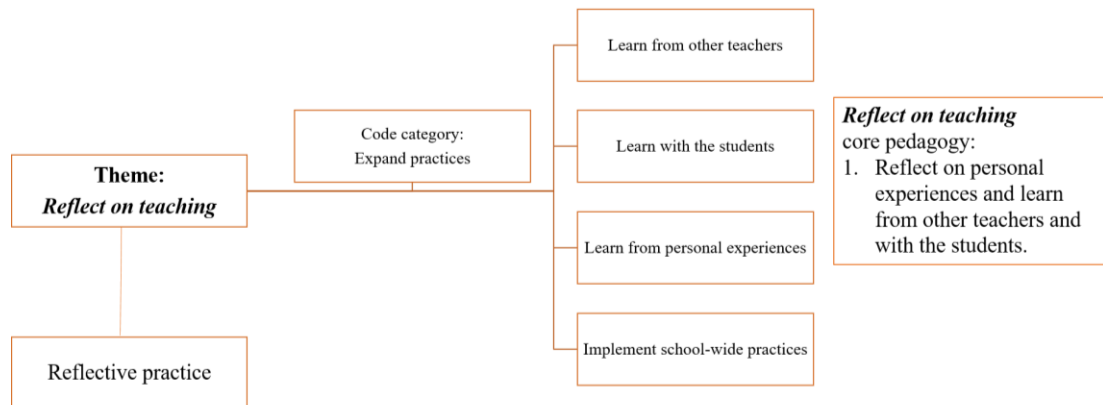 Theme:
Reflect on teaching
Reflective practice
Code category:
Expand practices
Learn from other teachers
Learn with the students
Learn from personal experiences
Implement school-wide practices
Reflect on teaching
core pedagogy:
1. Reflect on personal
experiences and learn
from other teachers and
with the students.